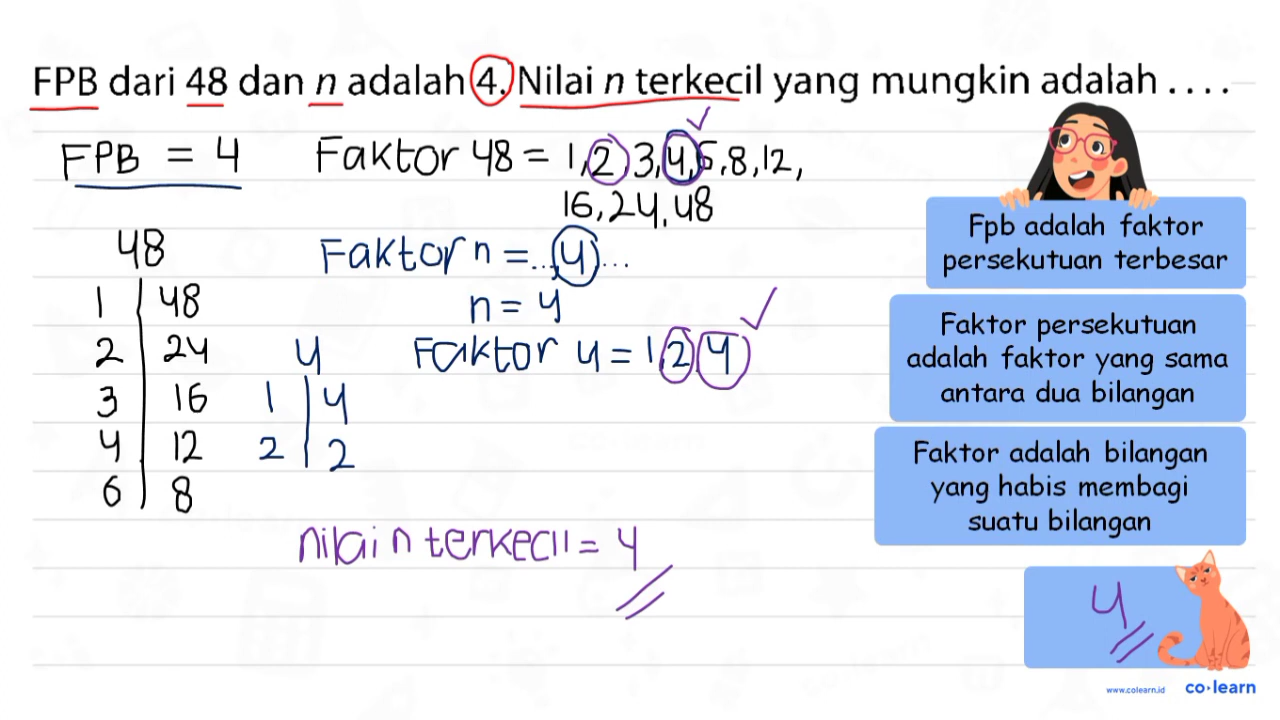 FPB dari 48 dan n adalah 4. Nilai n terkecil yang mungkin adalah ....
FPB = 4
Faktor 48 = 1, 2, 3, 4, 6, 8, 12,
16, 24, 48
Faktor n = ...4...
n = 4
Faktor 4 = 1, 2, 4
48
1 | 48
2 | 24
3 | 16
4 | 12
6 | 8
4
1 | 4
2 | 2
nilai n terkecil = 4
Fpb adalah faktor
persekutuan terbesar
Faktor persekutuan
adalah faktor yang sama
antara dua bilangan
Faktor adalah bilangan
yang habis membagi
suatu bilangan
4
www.colearn.id
co·learn